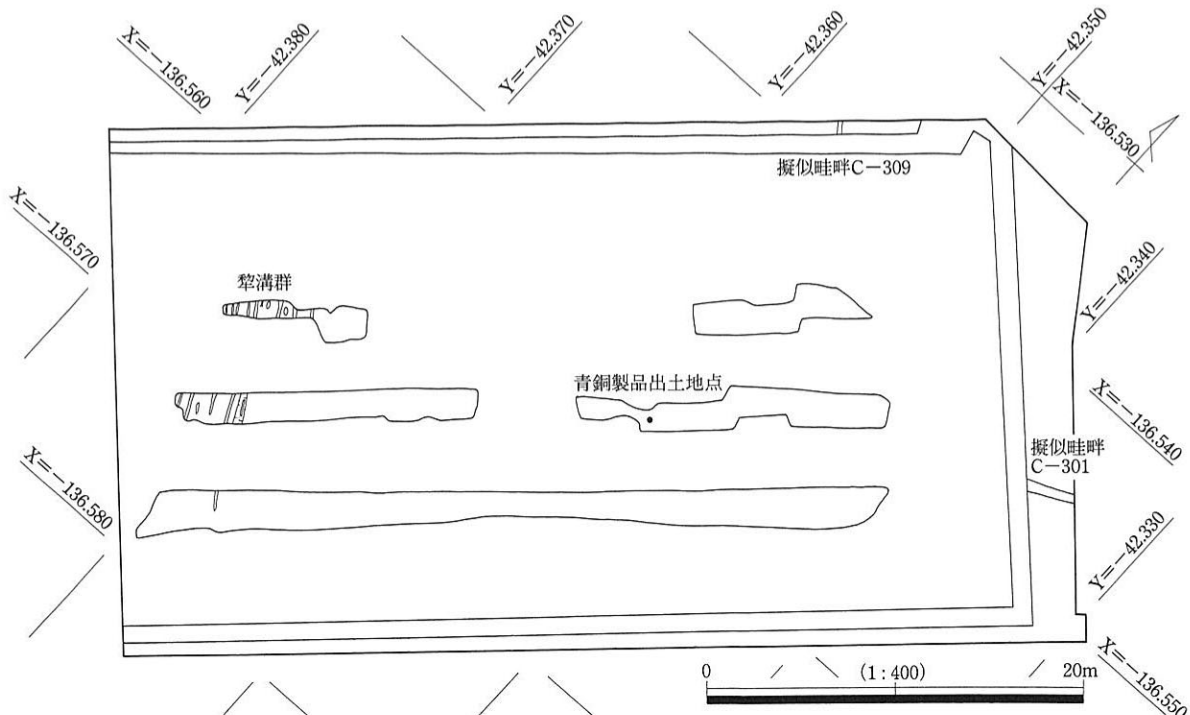 X=-136.560
Y=-42.380
Y=-42.370
Y=-42.360
Y=-42.350
X=-136.530
擬似畦畔C-309
X=-136.570
犂溝群
Y=-42.340
青銅製品出土地点
X=-136.540
擬似畦畔
C-301
X=-136.580
Y=-42.330
0
(1:400)
20m
X=-136.550